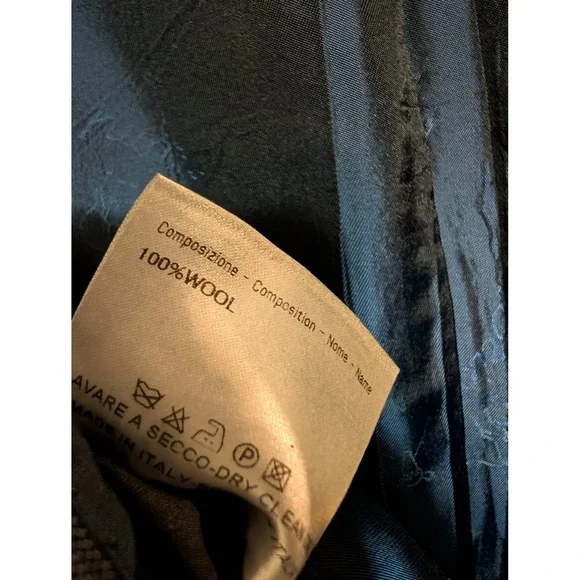 Composizione - Composition - Nome - Name
100%WOOL
AVARE A SECCO-DRY CLEAN
MADE IN ITALY